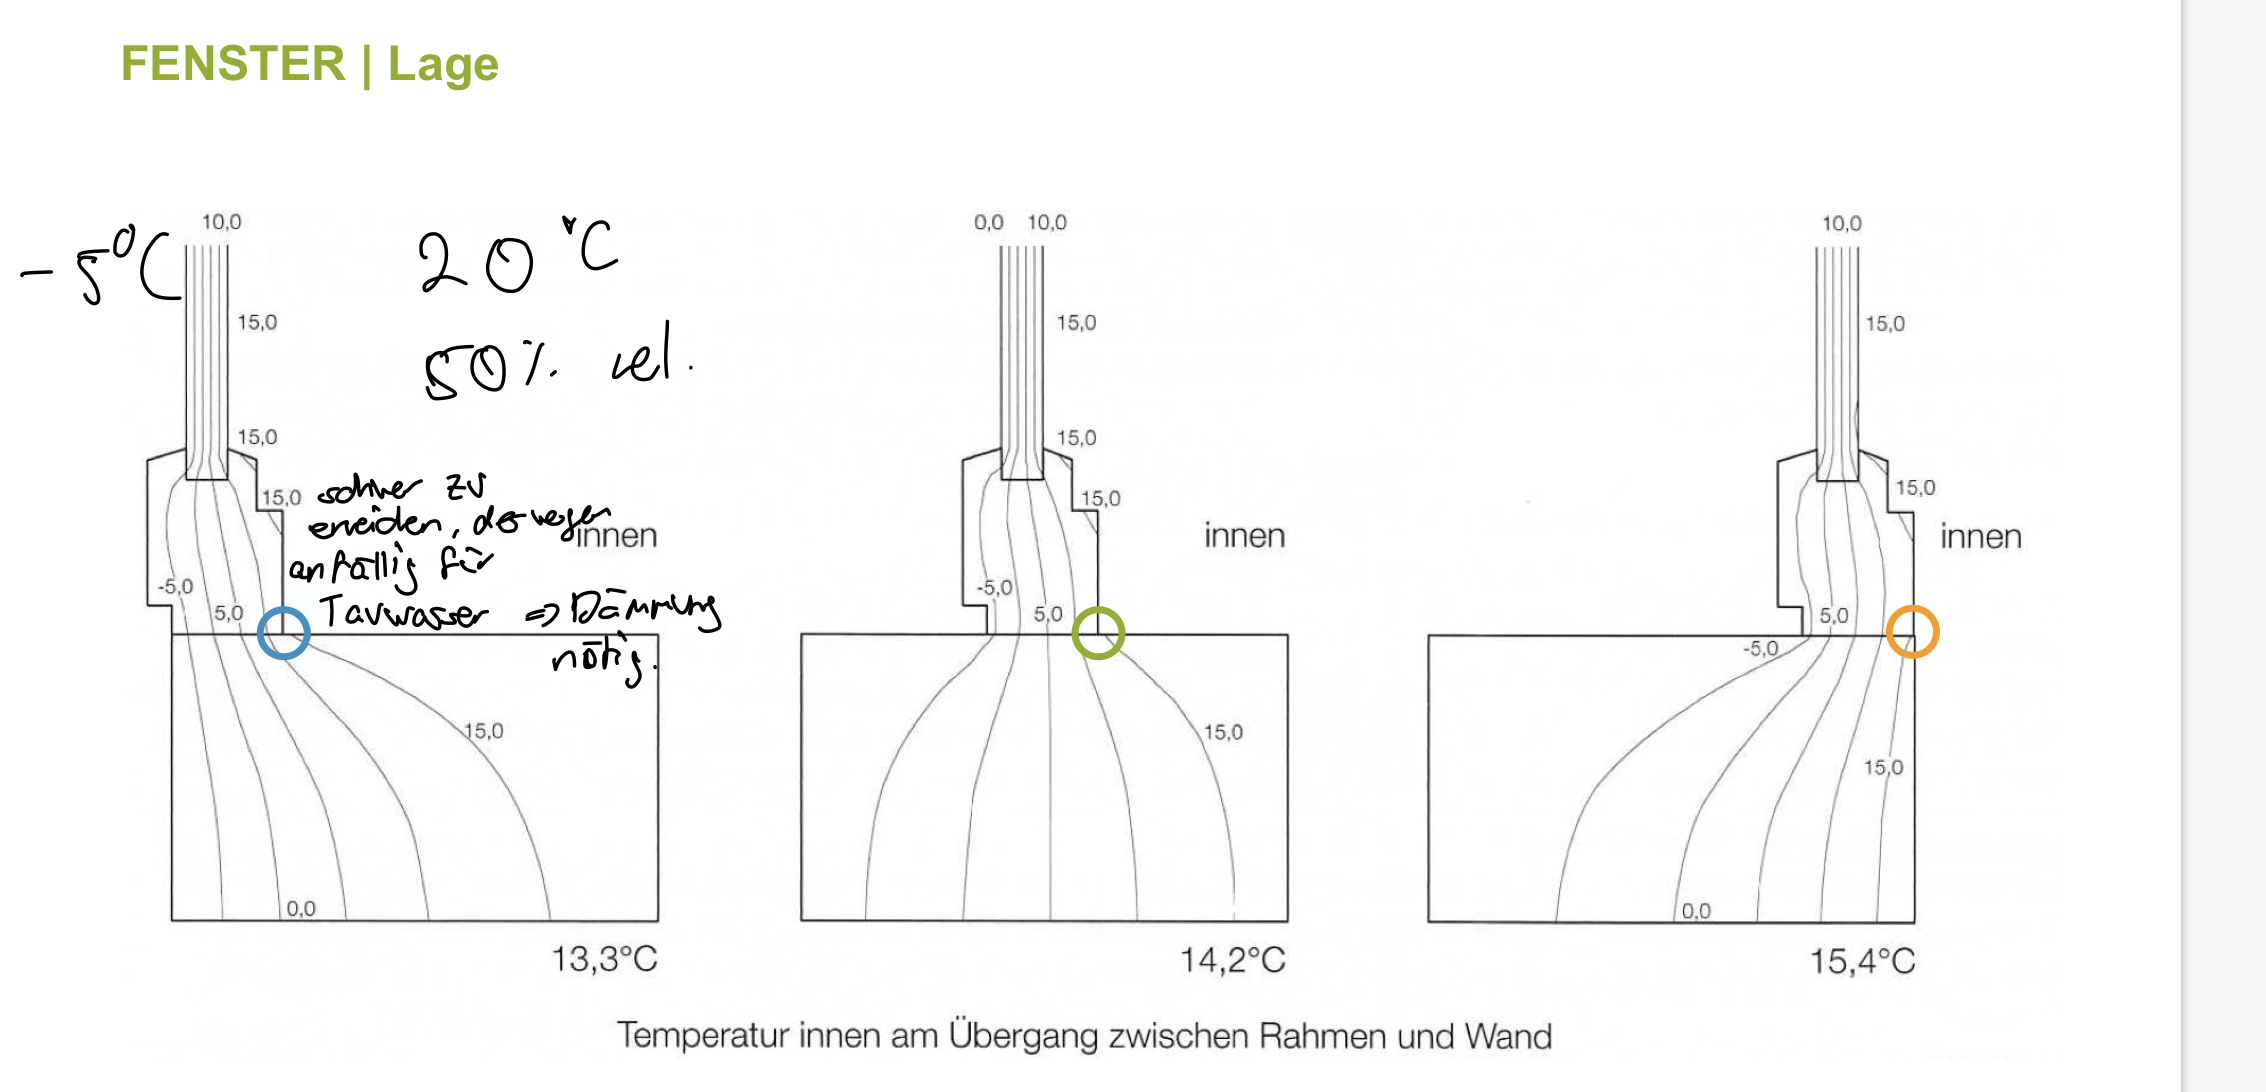 FENSTER | Lage
10,0
0,0 10,0
10,0
-5°C
20°C
15,0
15,0
15,0
50% rel.
15,0
15,0
15,0
schwer zu
15,0
15,0
innen
innen
innen
anfällig für
-5,0
-5,0
5,0
5,0
5,0
Tauwasser => Dämmung
nötig.
-5,0
15,0
15,0
15,0
0,0
0,0
13,3°C
14,2°C
15,4°C
Temperatur innen am Übergang zwischen Rahmen und Wand